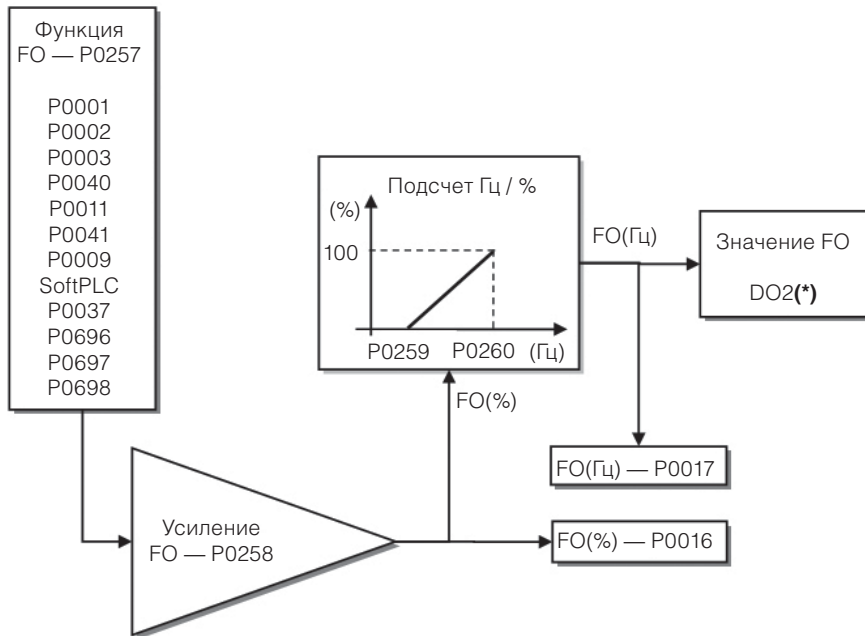 Функция
FO — P0257
P0001
P0002
P0003
P0040
P0011
P0041
P0009
SoftPLC
P0037
P0696
P0697
P0698
Усиление
FO — P0258
Подсчет Гц / %
(%)
100
P0259
P0260
(Гц)
FO(%)
FO(Гц)
Значение FO
DO2(*)
FO(Гц) — P0017
FO(%) — P0016